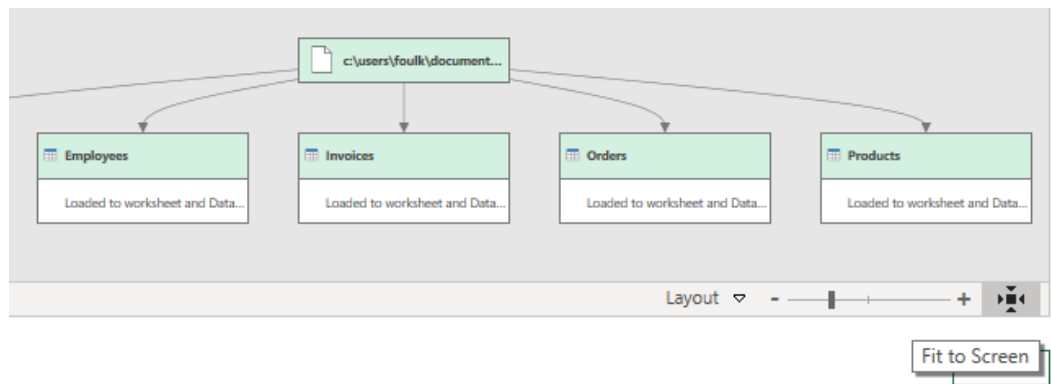 c:\users\foulk\document...
Employees
Invoices
Orders
Products
Loaded to worksheet and Data...
Loaded to worksheet and Data...
Loaded to worksheet and Data...
Loaded to worksheet and Data...
Layout
- +
Fit to Screen